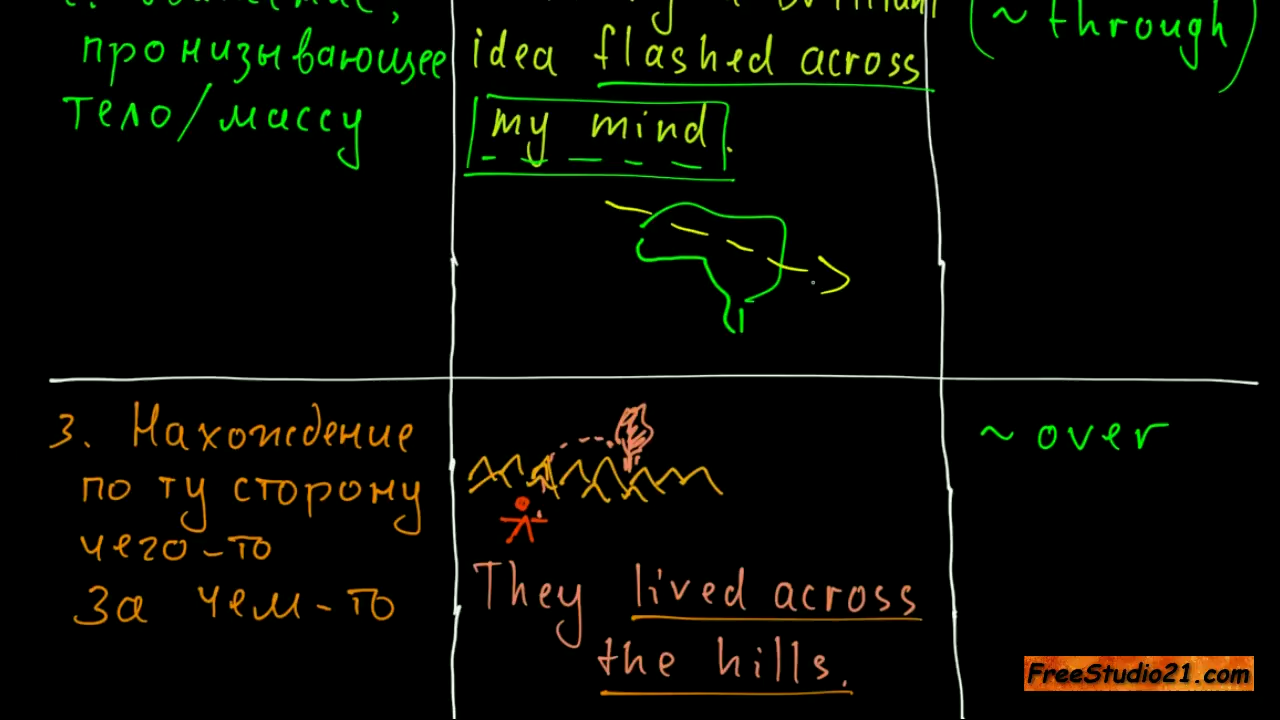 пронизывающее
тело/массу
idea flashed across
my mind.
(~ through)
3. Нахождение
по ту сторону
чего-то
За чем-то
They lived across
the hills.
~ over
FreeStudio21.com